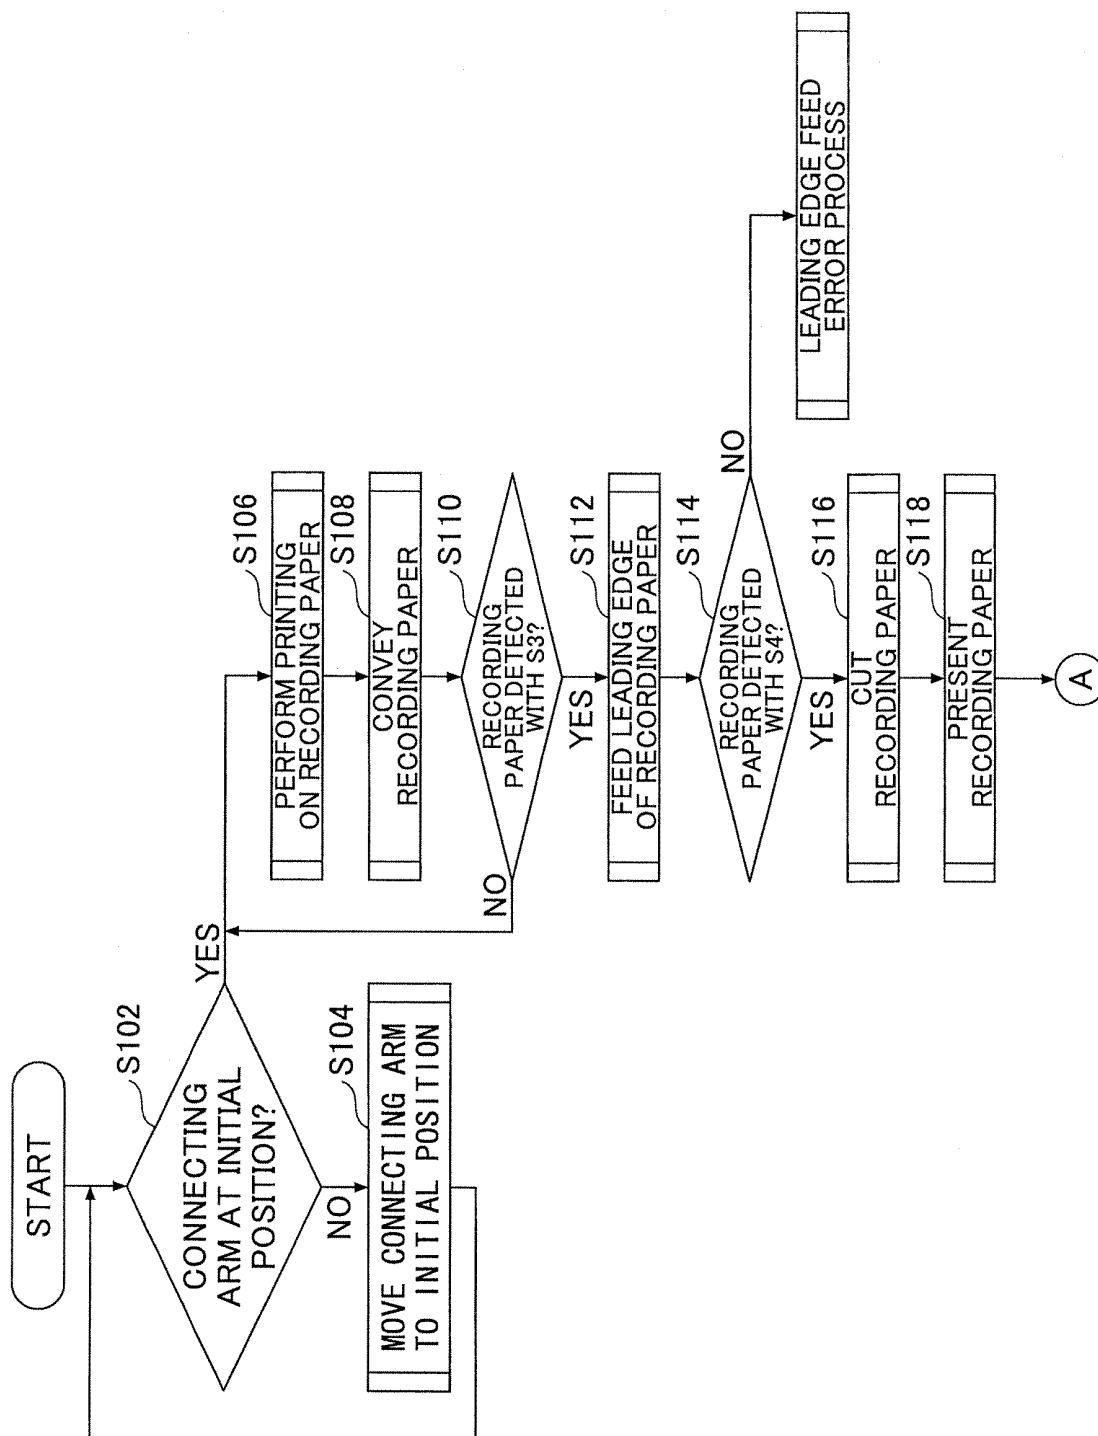 START
S102
CONNECTING
ARM AT INITIAL
POSITION?
YES
NO
S104
MOVE CONNECTING ARM
TO INITIAL POSITION
S106
PERFORM PRINTING
ON RECORDING PAPER
S108
CONVEY
RECORDING PAPER
S110
RECORDING
PAPER DETECTED
WITH S3?
NO
YES
S112
FEED LEADING EDGE
OF RECORDING PAPER
S114
RECORDING
PAPER DETECTED
WITH S4?
NO
YES
LEADING EDGE FEED
ERROR PROCESS
S116
CUT
RECORDING PAPER
S118
PRESENT
RECORDING PAPER
A